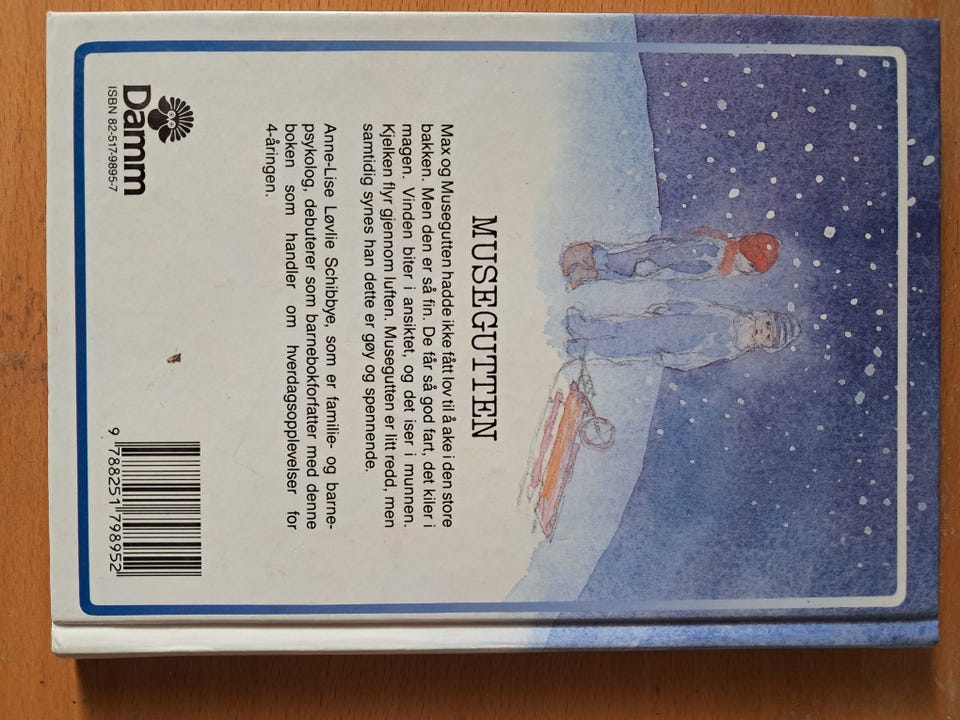 MUSEGUTTEN
Max og Musegutten hadde ikke fått lov til å ake i den store
bakken. Men den er så fin. De får så god fart, det kiler i
magen. Vinden biter i ansiktet, og det iser i munnen.
Kjelken flyr gjennom luften. Musegutten er litt redd, men
samtidig synes han dette er gøy og spennende.
Anne-Lise Løvlie Schibbye, som er familie- og barne-
psykolog, debuterer som barnebokforfatter med denne
boken som handler om hverdagsopplevelser for
4-åringen.
Damm
ISBN 82-517-9895-7
9 788251 798952